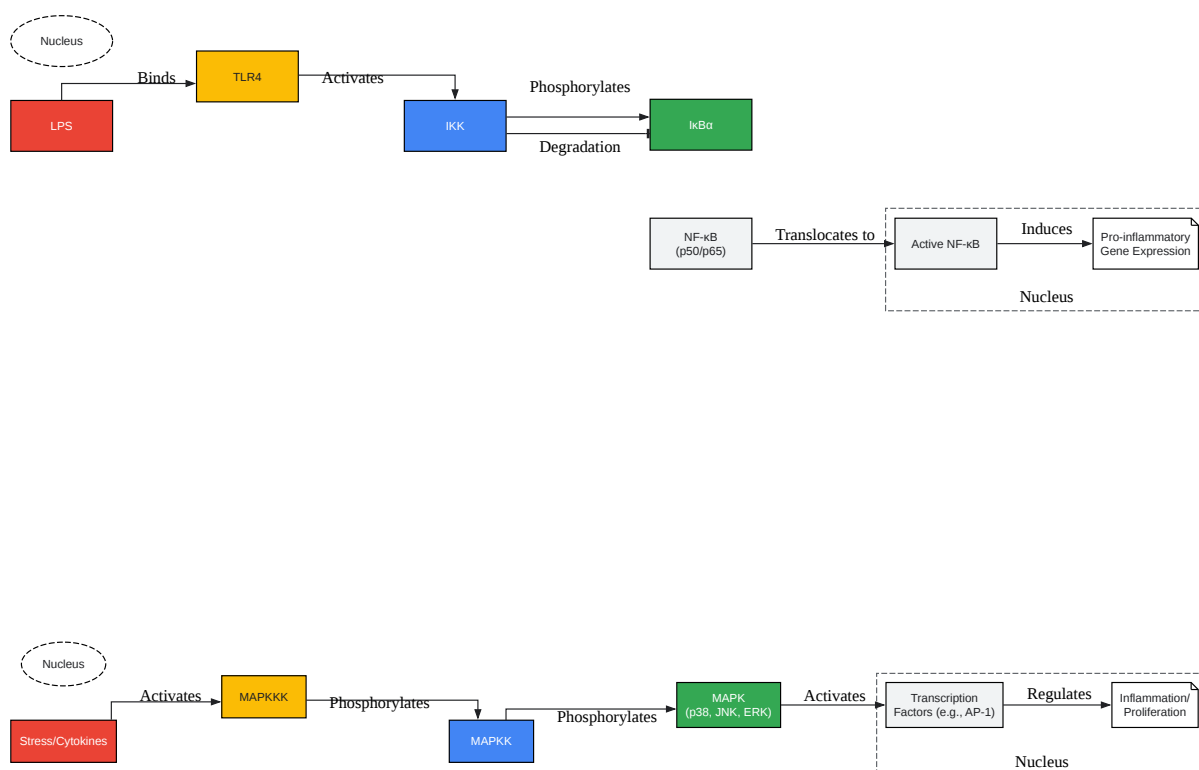 Nucleus
LPS
Binds
TLR4
Activates
IKK
Phosphorylates
Degradation
IκBα
NF-κB
(p50/p65)
Translocates to
Active NF-κB
Induces
Pro-inflammatory
Gene Expression
Nucleus
Nucleus
Stress/Cytokines
Activates
MAPKKK
Phosphorylates
MAPKK
Phosphorylates
MAPK
(p38, JNK, ERK)
Activates
Transcription
Factors (e.g., AP-1)
Regulates
Inflammation/
Proliferation
Nucleus